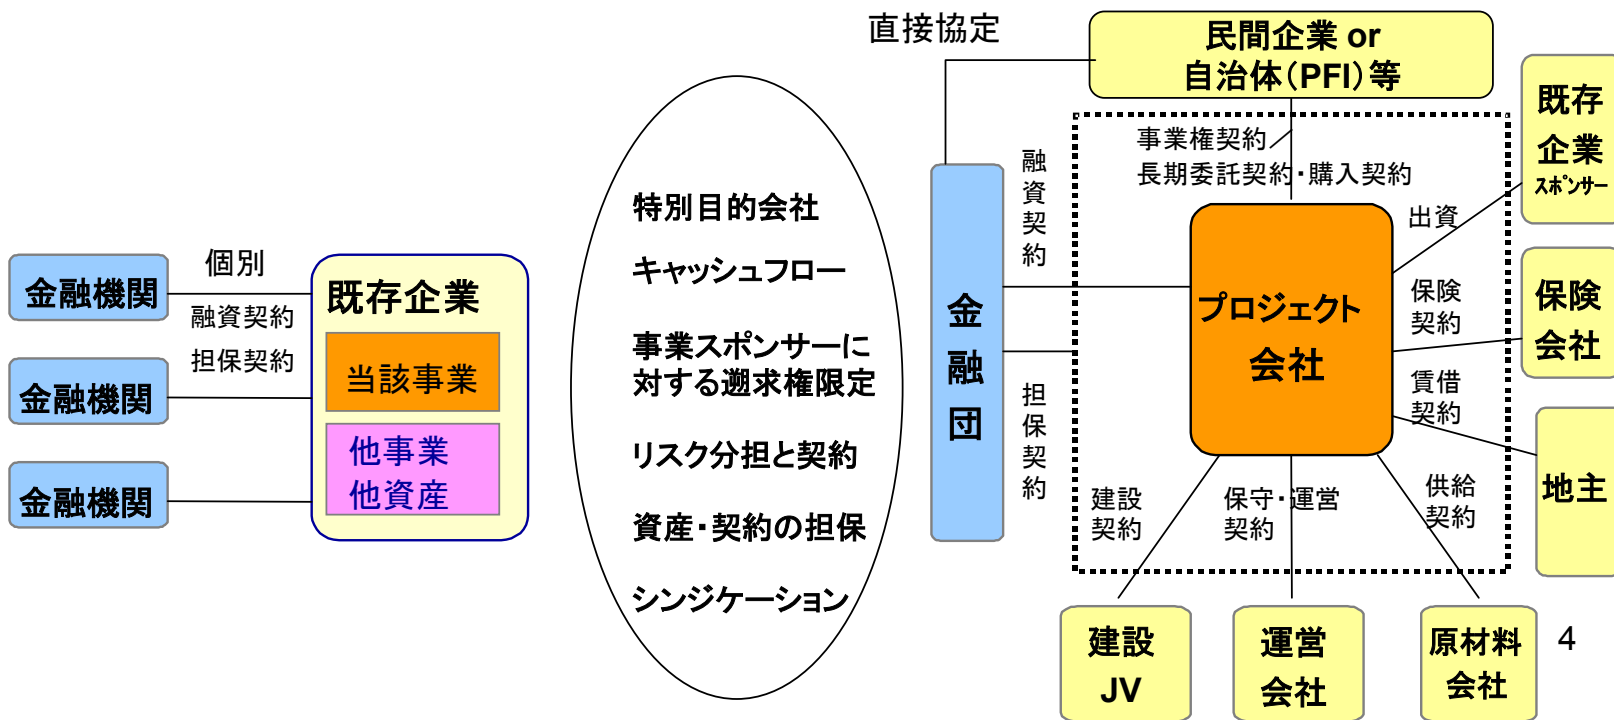 金融機関
金融機関
金融機関
個別
融資契約
担保契約
既存企業
当該事業
他事業
他資産
特別目的会社
キャッシュフロー
事業スポンサーに
対する遡求権限定
リスク分担と契約
資産・契約の担保
シンジケーション
直接協定
民間企業 or
自治体(PFI)等
金融団
融資契約
担保契約
事業権契約
長期委託契約・購入契約
プロジェクト
会社
出資
保険
契約
賃借
契約
供給
契約
保守・運営
契約
建設
契約
既存
企業
スポンサー
保険
会社
地主
建設
JV
運営
会社
原材料
会社
4